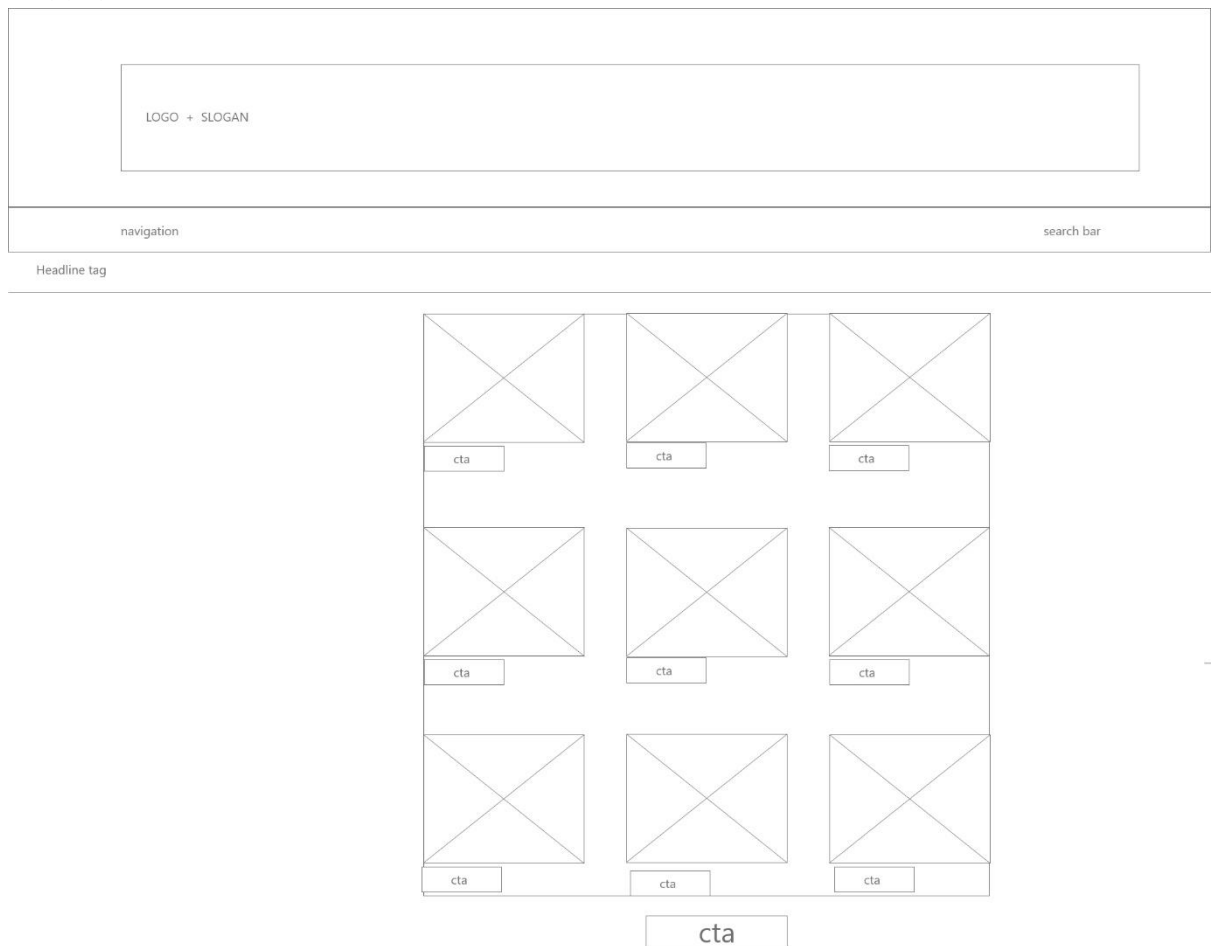 LOGO + SLOGAN
navigation search bar
Headline tag
cta cta cta
cta cta cta
cta cta cta
cta